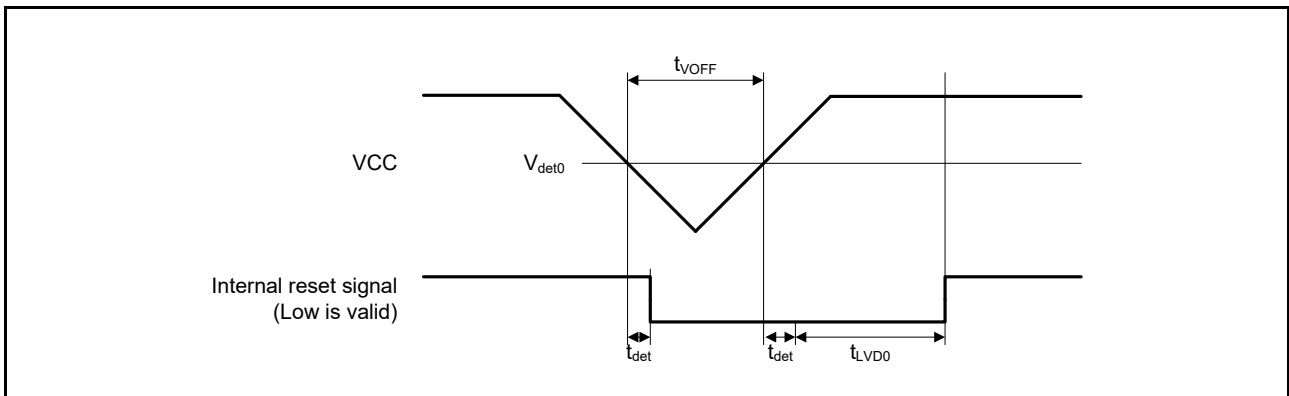 tVOFF
VCC
Vdet0
Internal reset signal
(Low is valid)
tdet
tdet
tLVD0